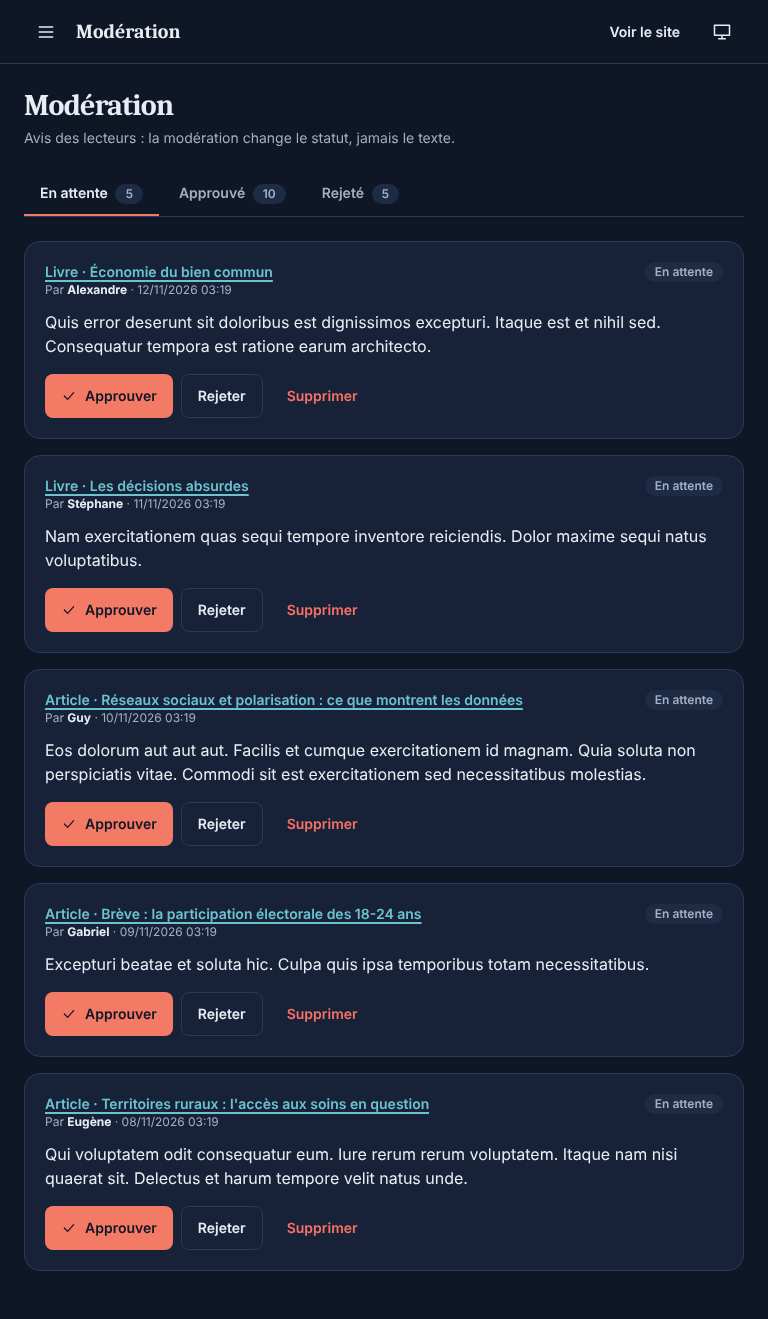 Modération
Voir le site
Modération
Avis des lecteurs : la modération change le statut, jamais le texte.
En attente 5
Approuvé 10
Rejeté 5
Livre · Économie du bien commun
En attente
Par Alexandre · 12/11/2026 03:19
Quis error deserunt sit doloribus est dignissimos excepturi. Itaque est et nihil sed.
Consequatur tempora est ratione earum architecto.
Approuver
Rejeter
Supprimer
Livre · Les décisions absurdes
En attente
Par Stéphane · 11/11/2026 03:19
Nam exercitationem quas sequi tempore inventore reiciendis. Dolor maxime sequi natus
voluptatibus.
Approuver
Rejeter
Supprimer
Article · Réseaux sociaux et polarisation : ce que montrent les données
En attente
Par Guy · 10/11/2026 03:19
Eos dolorum aut aut aut. Facilis et cumque exercitationem id magnam. Quia soluta non
perspiciatis vitae. Commodi sit est exercitationem sed necessitatibus molestias.
Approuver
Rejeter
Supprimer
Article · Brève : la participation électorale des 18-24 ans
En attente
Par Gabriel · 09/11/2026 03:19
Excepturi beatae et soluta hic. Culpa quis ipsa temporibus totam necessitatibus.
Approuver
Rejeter
Supprimer
Article · Territoires ruraux : l'accès aux soins en question
En attente
Par Eugène · 08/11/2026 03:19
Qui voluptatem odit consequatur eum. Iure rerum rerum voluptatem. Itaque nam nisi
quaerat sit. Delectus et harum tempore velit natus unde.
Approuver
Rejeter
Supprimer